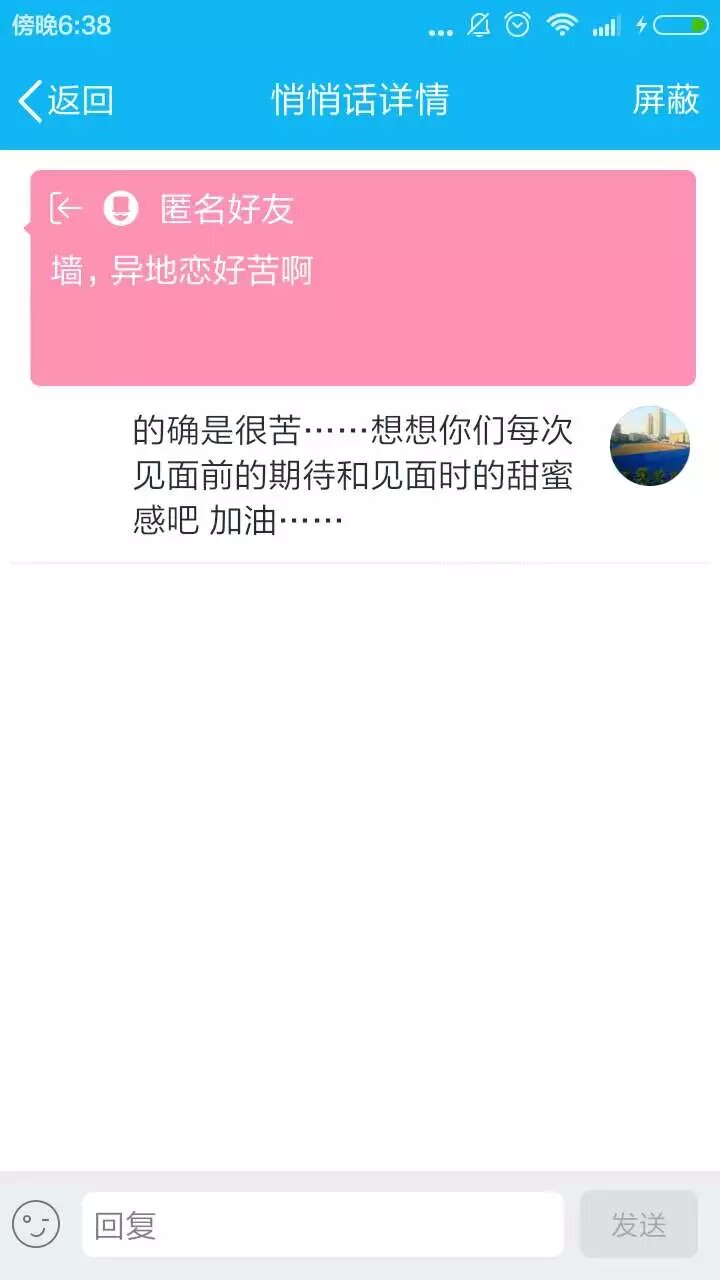 傍晚6:38
返回 悄悄话详情 屏蔽
匿名好友
墙，异地恋好苦啊
的确是很苦……想想你们每次
见面前的期待和见面时的甜蜜
感吧 加油……
回复 发送